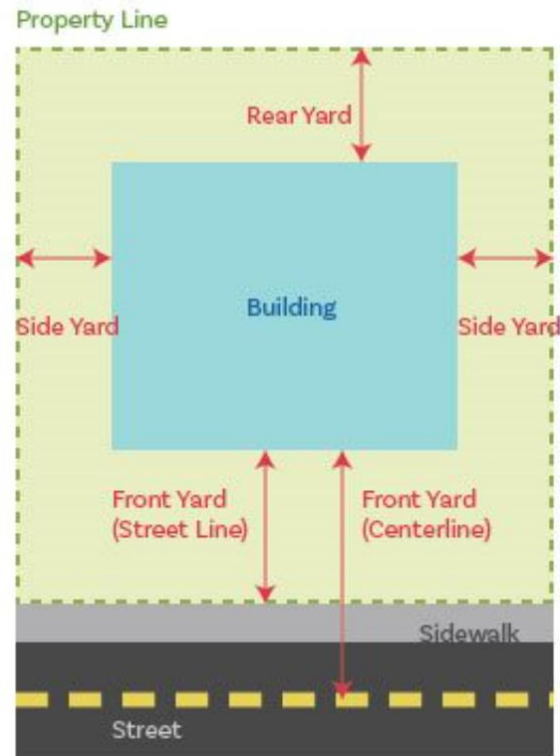 Property Line
Rear Yard
Building
Side Yard
Side Yard
Front Yard
(Street Line)
Front Yard
(Centerline)
Sidewalk
Street